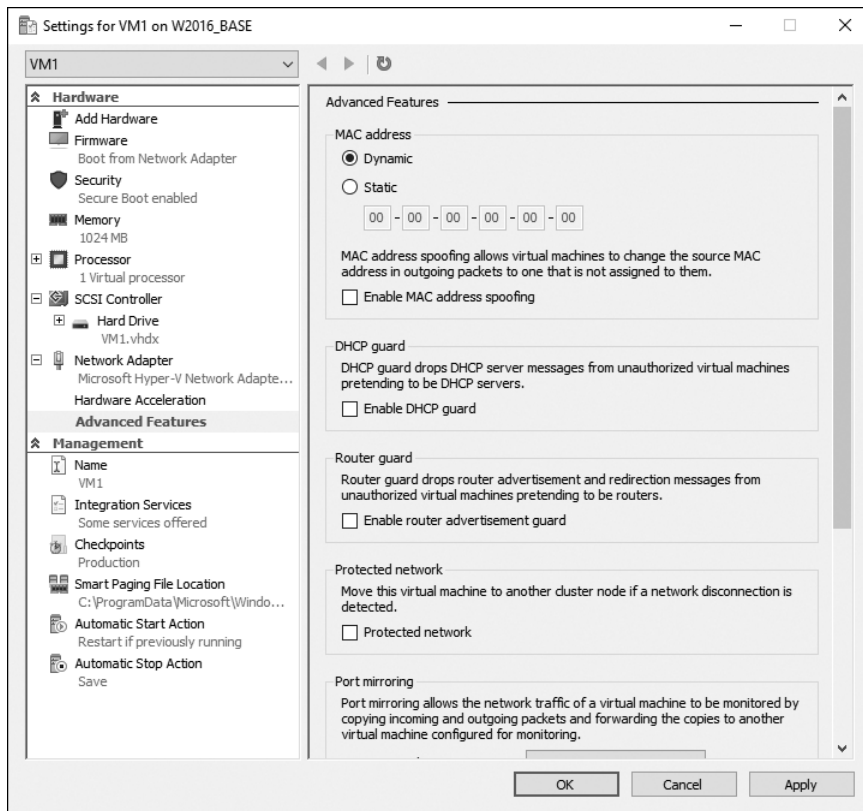 Settings for VM1 on W2016_BASE
VM1
Hardware
Add Hardware
Firmware
Boot from Network Adapter
Security
Secure Boot enabled
Memory
1024 MB
Processor
1 Virtual processor
SCSI Controller
Hard Drive
VM1.vhdx
Network Adapter
Microsoft Hyper-V Network Adapte...
Hardware Acceleration
Advanced Features
Management
Name
VM1
Integration Services
Some services offered
Checkpoints
Production
Smart Paging File Location
C:\ProgramData\Microsoft\Windo...
Automatic Start Action
Restart if previously running
Automatic Stop Action
Save
Advanced Features
MAC address
Dynamic
Static
00 - 00 - 00 - 00 - 00 - 00
MAC address spoofing allows virtual machines to change the source MAC
address in outgoing packets to one that is not assigned to them.
Enable MAC address spoofing
DHCP guard
DHCP guard drops DHCP server messages from unauthorized virtual machines
pretending to be DHCP servers.
Enable DHCP guard
Router guard
Router guard drops router advertisement and redirection messages from
unauthorized virtual machines pretending to be routers.
Enable router advertisement guard
Protected network
Move this virtual machine to another cluster node if a network disconnection is
detected.
Protected network
Port mirroring
Port mirroring allows the network traffic of a virtual machine to be monitored by
copying incoming and outgoing packets and forwarding the copies to another
virtual machine configured for monitoring.
OK
Cancel
Apply